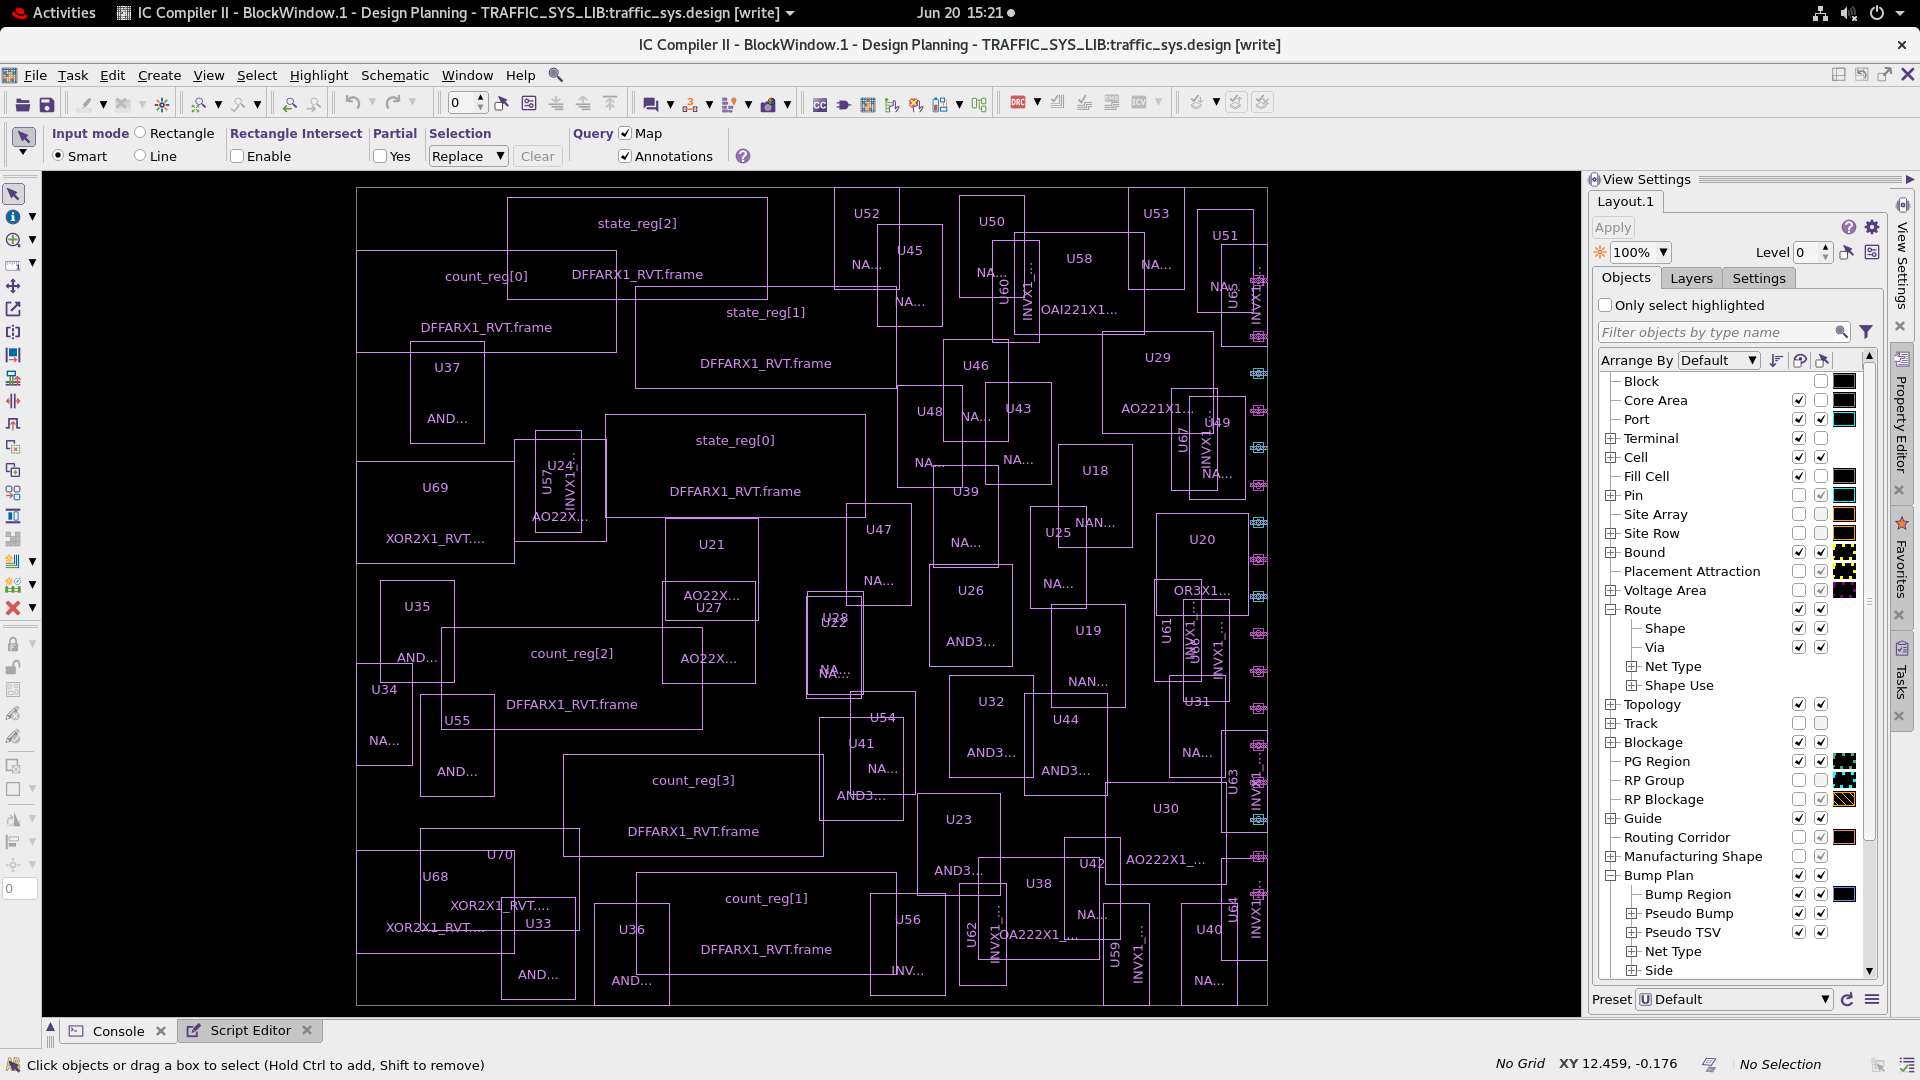 Activities
IC Compiler II - BlockWindow.1 - Design Planning - TRAFFIC_SYS_LIB:traffic_sys.design [write]
Jun 20 15:21
IC Compiler II - BlockWindow.1 - Design Planning - TRAFFIC_SYS_LIB:traffic_sys.design [write]
File Task Edit Create View Select Highlight Schematic Window Help
0
Input mode Rectangle Smart Line
Rectangle Intersect Enable
Partial Yes
Selection Replace Clear
Query Map Annotations
state_reg[2]
DFFARX1_RVT.frame
count_reg[0]
DFFARX1_RVT.frame
state_reg[1]
DFFARX1_RVT.frame
U52
NA...
U45
NA...
U50
NA...
U60
INVX1_...
U58
OAI221X1...
U53
NA...
U51
NA...
U65
INVX1...
U37
AND...
U46
NA...
U29
AO221X1...
U48
NA...
U43
NA...
U67
INVX1_...
U49
NA...
state_reg[0]
DFFARX1_RVT.frame
U69
XOR2X1_RVT....
U24
AO22X...
U57
INVX1_...
U18
NAN...
U39
NA...
U47
NA...
U25
NA...
U20
OR3X1...
U21
AO22X...
U27
AO22X...
U28
NA...
U22
NA...
U26
AND3...
U19
NAN...
U61
INVX1_...
U66
INVX1_...
U35
AND...
count_reg[2]
DFFARX1_RVT.frame
U34
NA...
U55
AND...
U54
NA...
U41
AND3...
U32
AND3...
U44
AND3...
U31
NA...
U63
INVX1_...
count_reg[3]
DFFARX1_RVT.frame
U23
AND3...
U30
AO222X1_...
U70
XOR2X1_RVT....
U68
XOR2X1_RVT....
U33
AND...
U36
AND...
count_reg[1]
DFFARX1_RVT.frame
U56
INV...
U62
INVX1_...
U38
OA222X1_...
U42
NA...
U59
INVX1_...
U40
NA...
U64
INVX1_...
View Settings
Layout.1
Apply
100% Level 0
Objects Layers Settings
Only select highlighted
Filter objects by type name
Arrange By Default
Block
Core Area
Port
Terminal
Cell
Fill Cell
Pin
Site Array
Site Row
Bound
Placement Attraction
Voltage Area
Route
Shape
Via
Net Type
Shape Use
Topology
Track
Blockage
PG Region
RP Group
RP Blockage
Guide
Routing Corridor
Manufacturing Shape
Bump Plan
Bump Region
Pseudo Bump
Pseudo TSV
Net Type
Side
Preset Default
View Settings
Property Editor
Favorites
Tasks
0
Console Script Editor
Click objects or drag a box to select (Hold Ctrl to add, Shift to remove)
No Grid XY 12.459, -0.176 No Selection